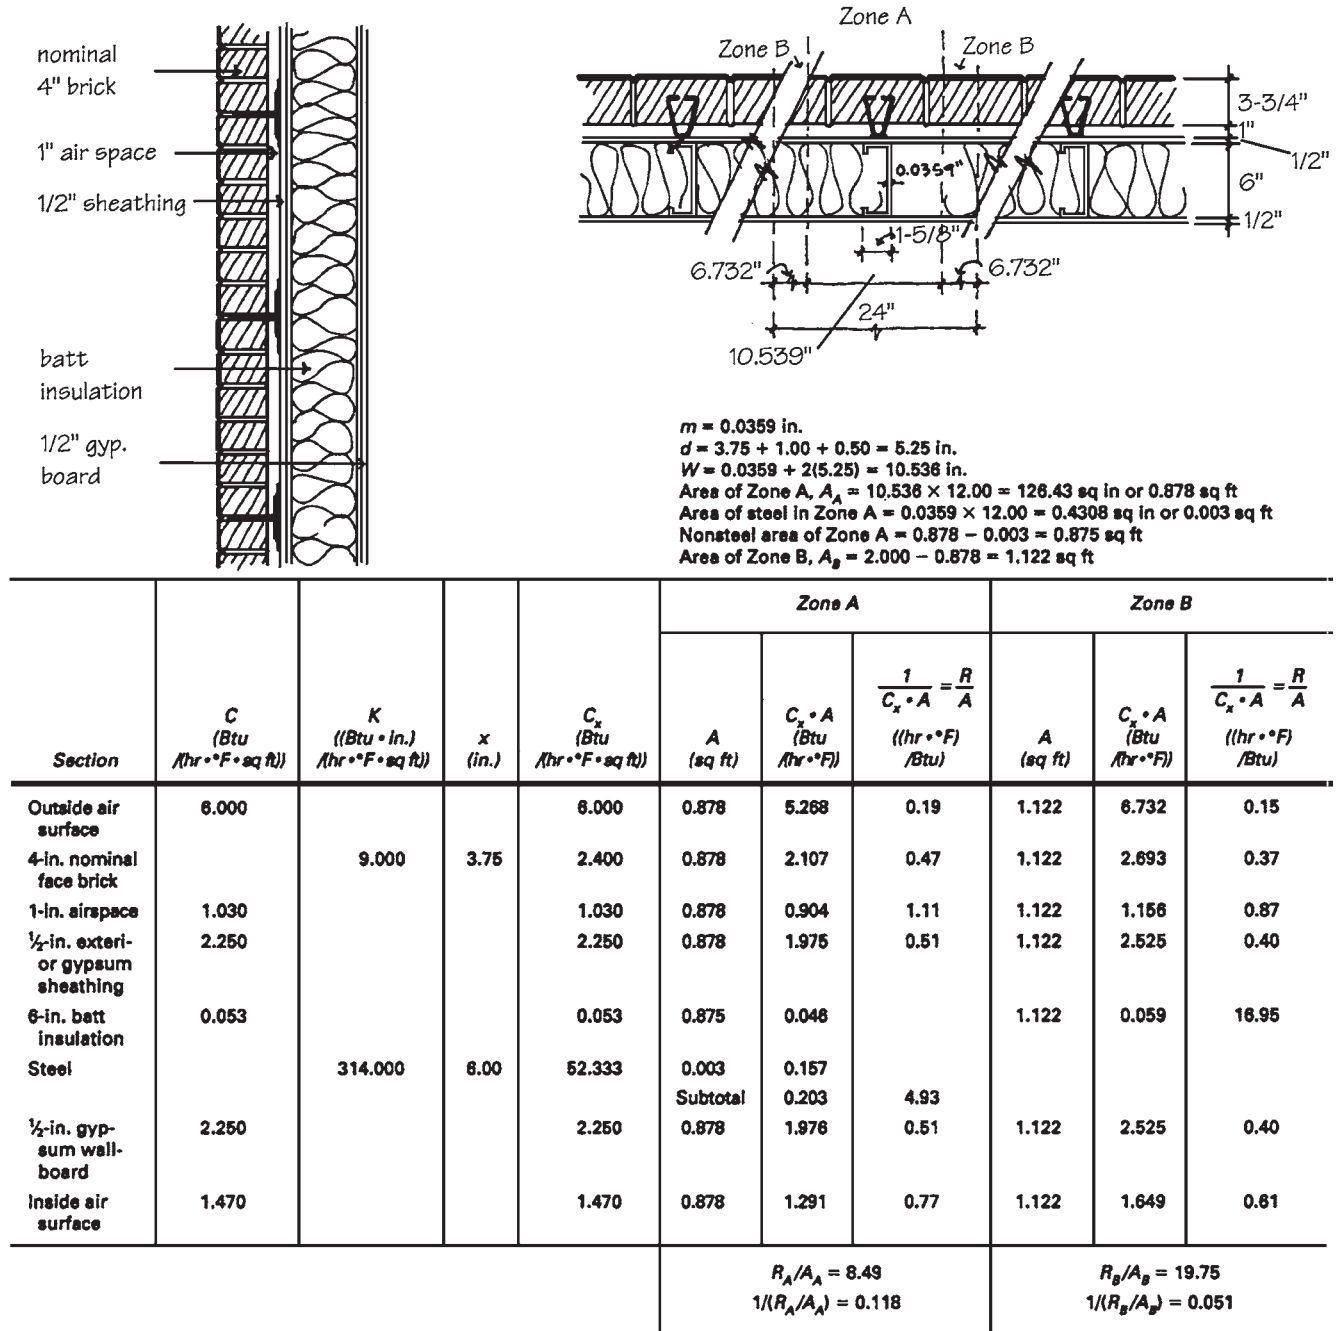 nominal
4" brick
1" air space
1/2" sheathing
batt
insulation
1/2" gyp.
board
Zone A
Zone B
Zone B
3-3/4"
1"
1/2"
6"
1/2"
0.0359"
1-5/8"
6.732"
6.732"
24"
10.539"
m = 0.0359 in.
d = 3.75 + 1.00 + 0.50 = 5.25 in.
W = 0.0359 + 2(5.25) = 10.536 in.
Area of Zone A, A_A = 10.536 × 12.00 = 126.43 sq in or 0.878 sq ft
Area of steel in Zone A = 0.0359 × 12.00 = 0.4308 sq in or 0.003 sq ft
Nonsteel area of Zone A = 0.878 − 0.003 = 0.875 sq ft
Area of Zone B, A_B = 2.000 − 0.878 = 1.122 sq ft
Zone A Zone B
Section C (Btu /(hr•°F•sq ft)) K ((Btu•in.) /(hr•°F•sq ft)) x (in.) C_x (Btu /(hr•°F•sq ft)) A (sq ft) C_x•A (Btu /(hr•°F)) 1/(C_x•A) = R/A ((hr•°F) /Btu) A (sq ft) C_x•A (Btu /(hr•°F)) 1/(C_x•A) = R/A ((hr•°F) /Btu)
Outside air 6.000 6.000 0.878 5.268 0.19 1.122 6.732 0.15
surface
4-in. nominal 9.000 3.75 2.400 0.878 2.107 0.47 1.122 2.693 0.37
face brick
1-in. airspace 1.030 1.030 0.878 0.904 1.11 1.122 1.156 0.87
½-in. exteri- 2.250 2.250 0.878 1.975 0.51 1.122 2.525 0.40
or gypsum
sheathing
6-in. batt 0.053 0.053 0.875 0.046 1.122 0.059 16.95
insulation
Steel 314.000 6.00 52.333 0.003 0.157
Subtotal 0.203 4.93
½-in. gyp- 2.250 2.250 0.878 1.976 0.51 1.122 2.525 0.40
sum wall-
board
Inside air 1.470 1.470 0.878 1.291 0.77 1.122 1.649 0.61
surface
R_A/A_A = 8.49 R_B/A_B = 19.75
1/(R_A/A_A) = 0.118 1/(R_B/A_B) = 0.051